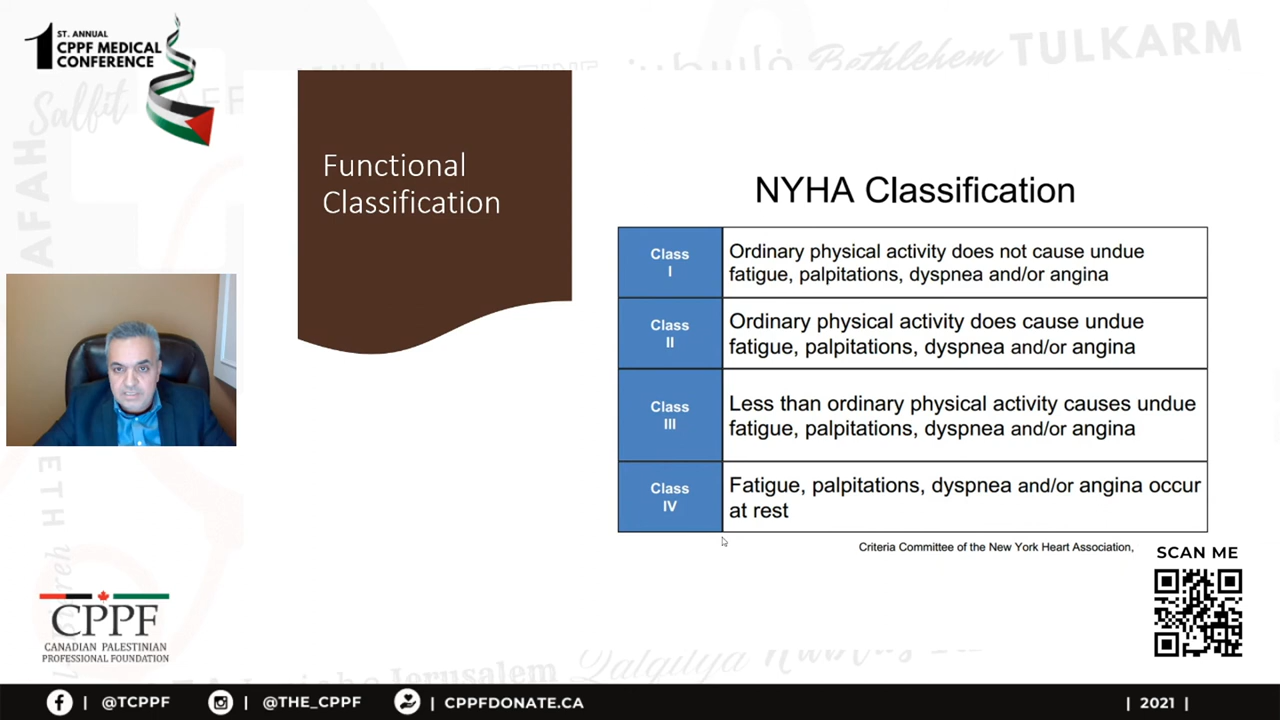 1
ST. ANNUAL
CPPF MEDICAL
CONFERENCE
Salfit
AFAH
فلسطين
Bethlehem
TULKARM
Functional
Classification
NYHA Classification
Class
I
Ordinary physical activity does not cause undue
fatigue, palpitations, dyspnea and/or angina
Class
II
Ordinary physical activity does cause undue
fatigue, palpitations, dyspnea and/or angina
Class
III
Less than ordinary physical activity causes undue
fatigue, palpitations, dyspnea and/or angina
Class
IV
Fatigue, palpitations, dyspnea and/or angina occur
at rest
Criteria Committee of the New York Heart Association,
SCAN ME
CPPF
CANADIAN PALESTINIAN
PROFESSIONAL FOUNDATION
Jerusalem
Qalqilya
| @TCPPF
| @THE_CPPF
| CPPFDONATE.CA
| 2021 |